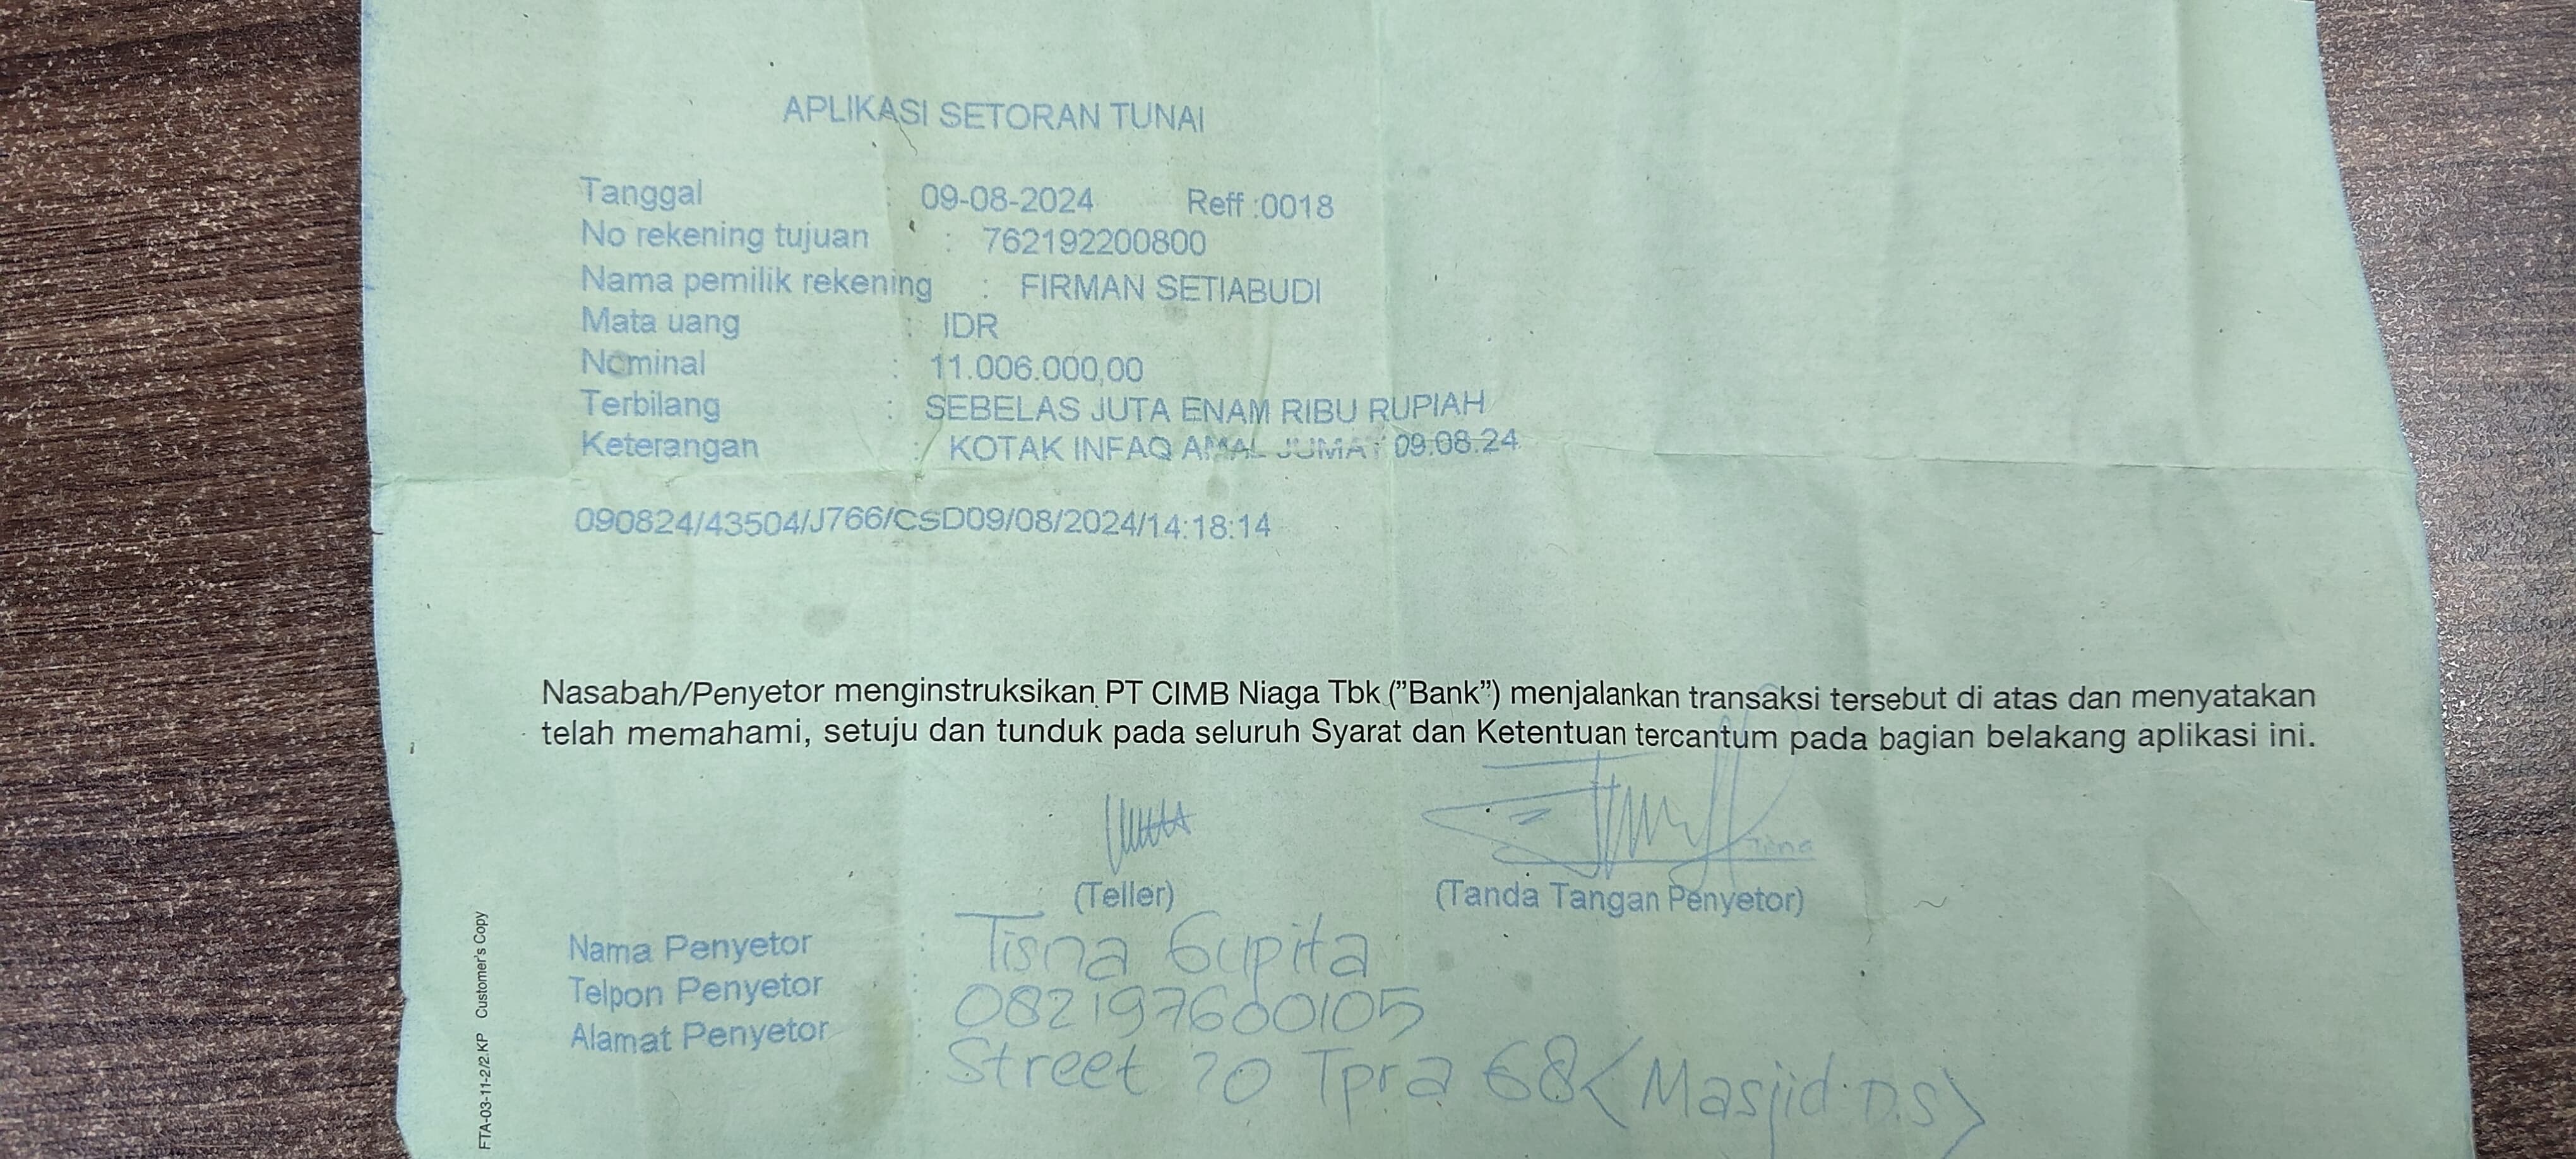 APLIKASI SETORAN TUNAI
Tanggal : 09-08-2024 Reff :0018
No rekening tujuan : 762192200800
Nama pemilik rekening : FIRMAN SETIABUDI
Mata uang : IDR
Nominal : 11.006.000,00
Terbilang : SEBELAS JUTA ENAM RIBU RUPIAH
Keterangan : KOTAK INFAQ AMAL JUMAT 09.08.24
090824/43504/J766/CSD09/08/2024/14:18:14
Nasabah/Penyetor menginstruksikan PT CIMB Niaga Tbk ("Bank") menjalankan transaksi tersebut di atas dan menyatakan
telah memahami, setuju dan tunduk pada seluruh Syarat dan Ketentuan tercantum pada bagian belakang aplikasi ini.
(Teller) (Tanda Tangan Penyetor)
Nama Penyetor : Tisna Gupita
Telpon Penyetor : 082197600105
Alamat Penyetor : Street 70 Tpra 68 <Masjid D.S>
FTA-03-11-2/2.KP Customer's Copy